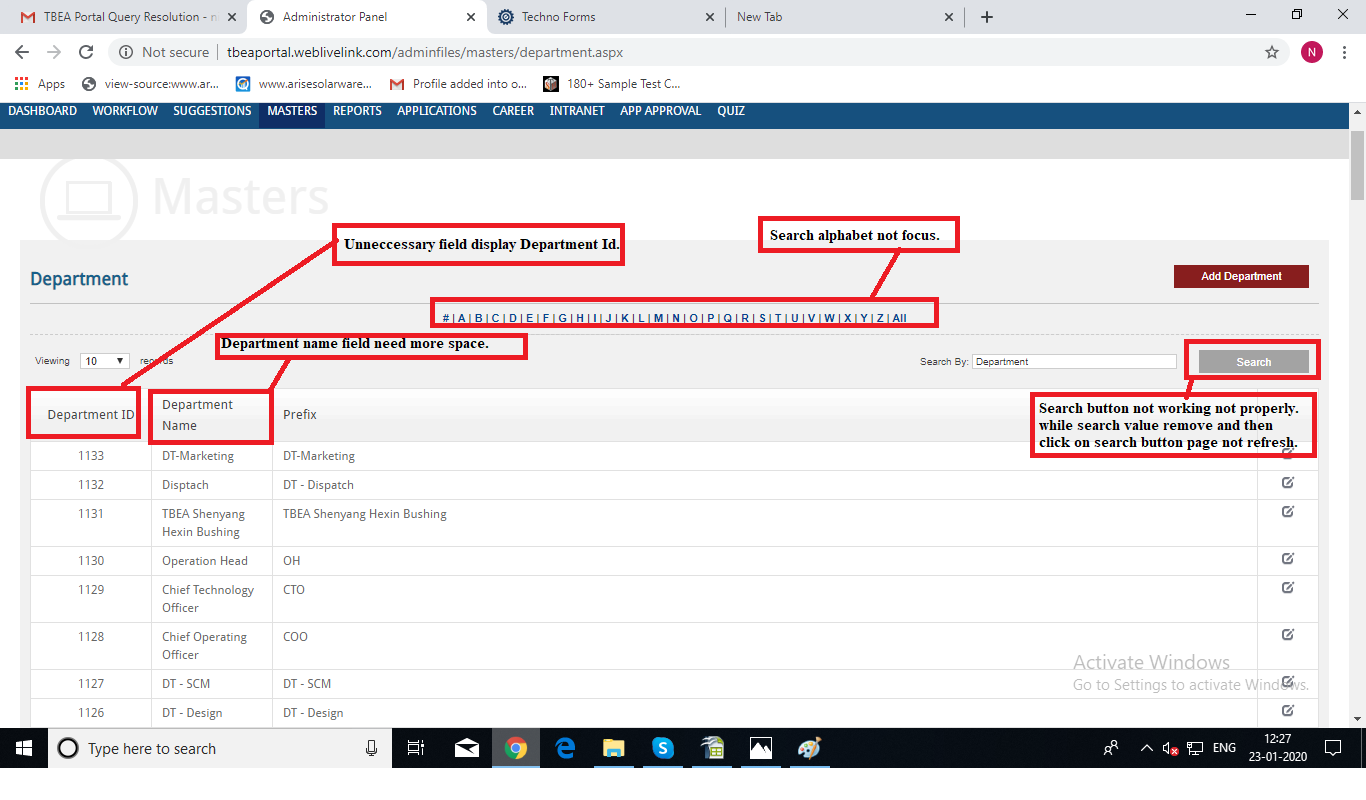 TBEA Portal Query Resolution - n
Administrator Panel
Techno Forms
New Tab
Not secure | tbeaportal.weblivelink.com/adminfiles/masters/department.aspx
N
Apps
view-source:www.ar...
www.arisesolarware...
Profile added into o...
180+ Sample Test C...
DASHBOARD WORKFLOW SUGGESTIONS MASTERS REPORTS APPLICATIONS CAREER INTRANET APP APPROVAL QUIZ
Masters
Unneccessary field display Department Id.
Search alphabet not focus.
Department
Add Department
# | A | B | C | D | E | F | G | H | I | J | K | L | M | N | O | P | Q | R | S | T | U | V | W | X | Y | Z | All
Department name field need more space.
Viewing 10 records
Search By: Department
Search
Department ID
Department
Name
Prefix
Search button not working not properly.
while search value remove and then
click on search button page not refresh.
1133 DT-Marketing DT-Marketing
1132 Disptach DT - Dispatch
1131 TBEA Shenyang
Hexin Bushing
TBEA Shenyang Hexin Bushing
1130 Operation Head OH
1129 Chief Technology
Officer
CTO
1128 Chief Operating
Officer
COO
1127 DT - SCM DT - SCM
1126 DT - Design DT - Design
Activate Windows
Go to Settings to activate Windows.
Type here to search
ENG
12:27
23-01-2020